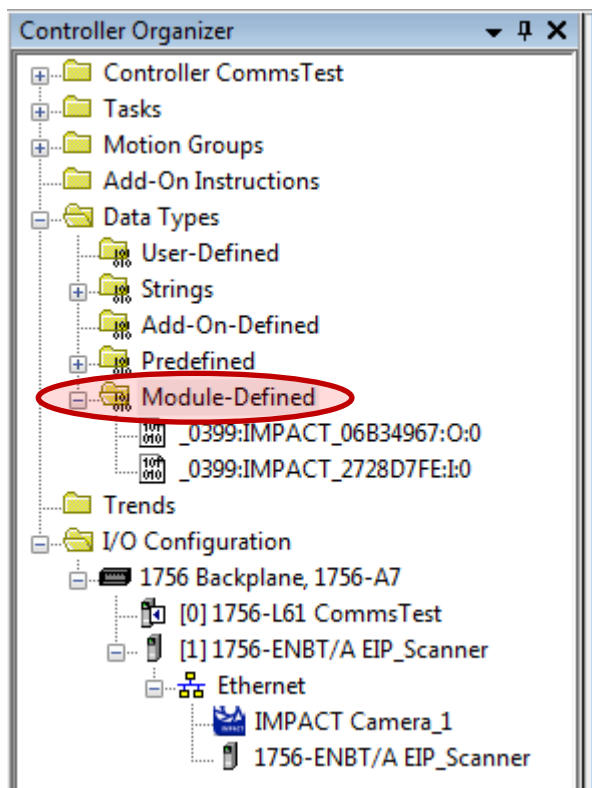 Controller Organizer
Controller CommsTest
Tasks
Motion Groups
Add-On Instructions
Data Types
User-Defined
Strings
Add-On-Defined
Predefined
Module-Defined
_0399:IMPACT_06B34967:O:0
_0399:IMPACT_2728D7FE:I:0
Trends
I/O Configuration
1756 Backplane, 1756-A7
[0] 1756-L61 CommsTest
[1] 1756-ENBT/A EIP_Scanner
Ethernet
IMPACT Camera_1
1756-ENBT/A EIP_Scanner